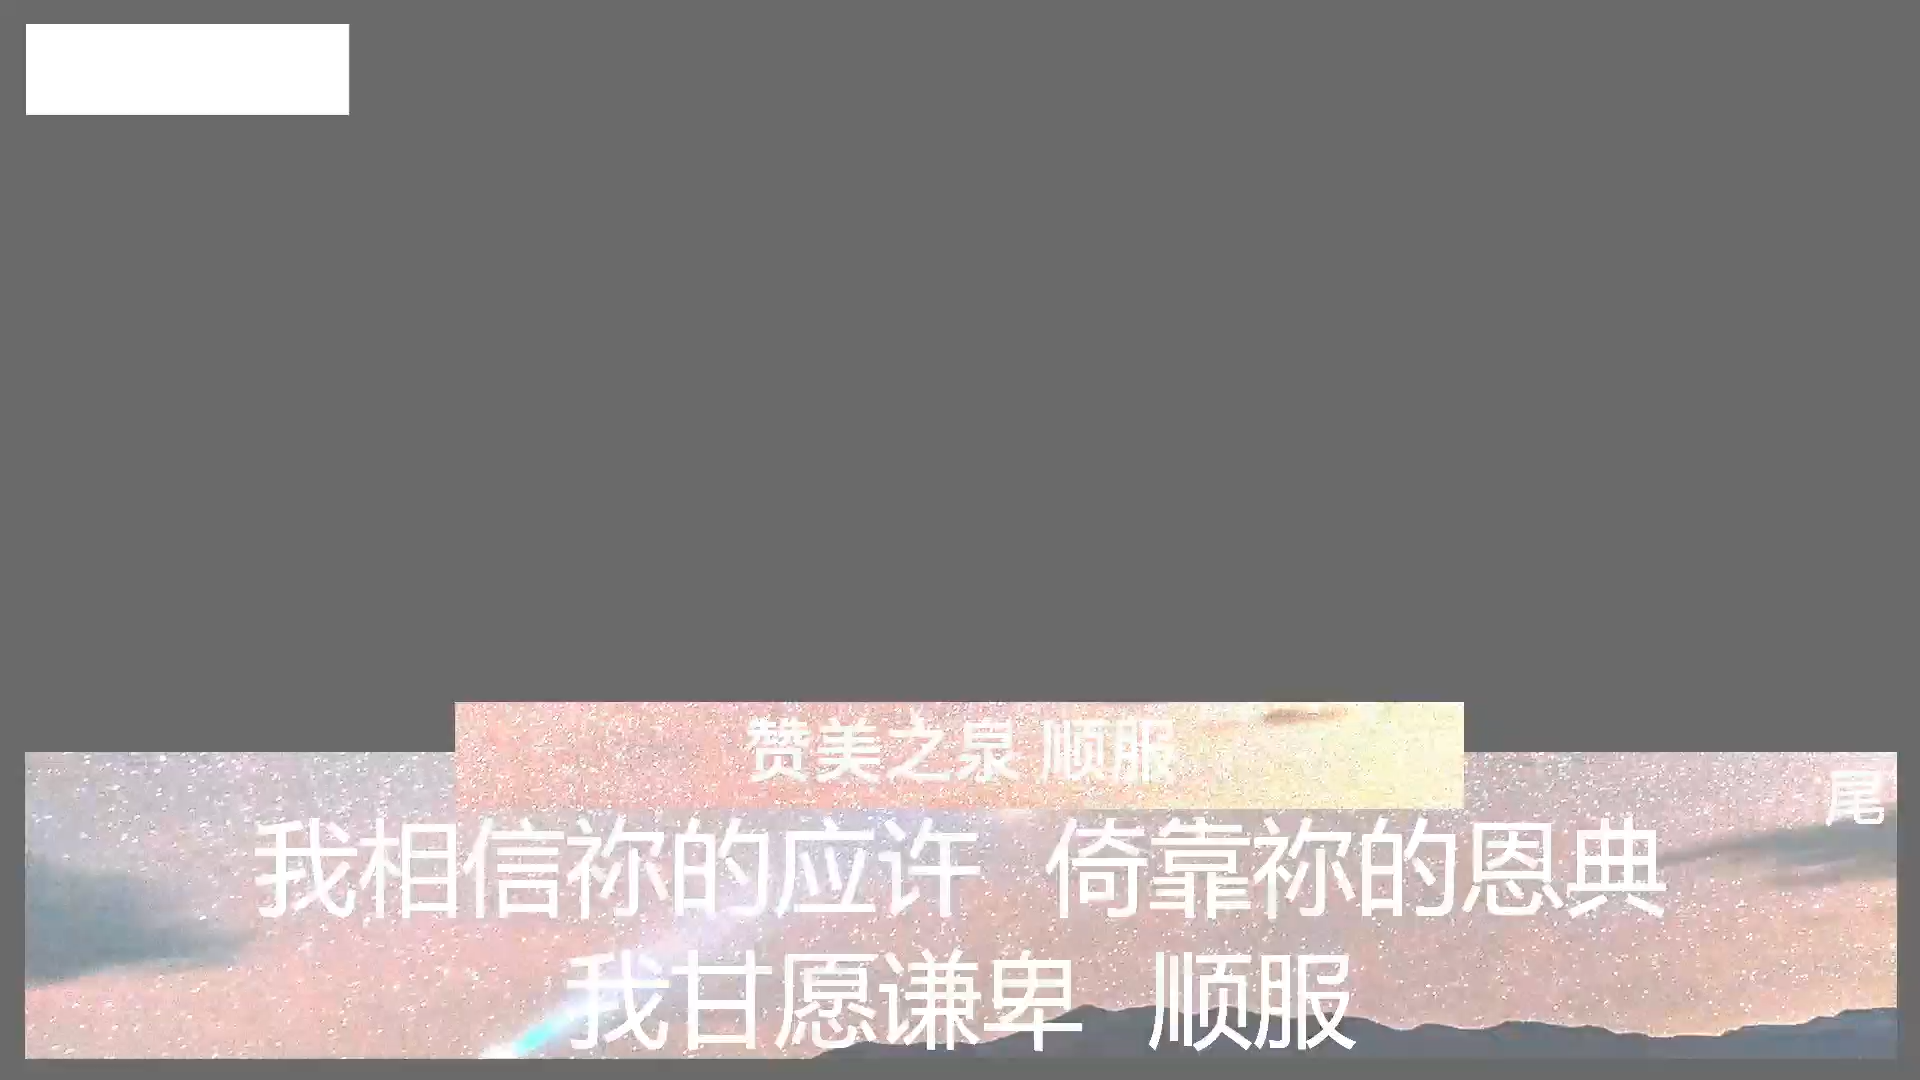 赞美之泉 顺服
尾
我相信祢的应许 倚靠祢的恩典
我甘愿谦卑 顺服